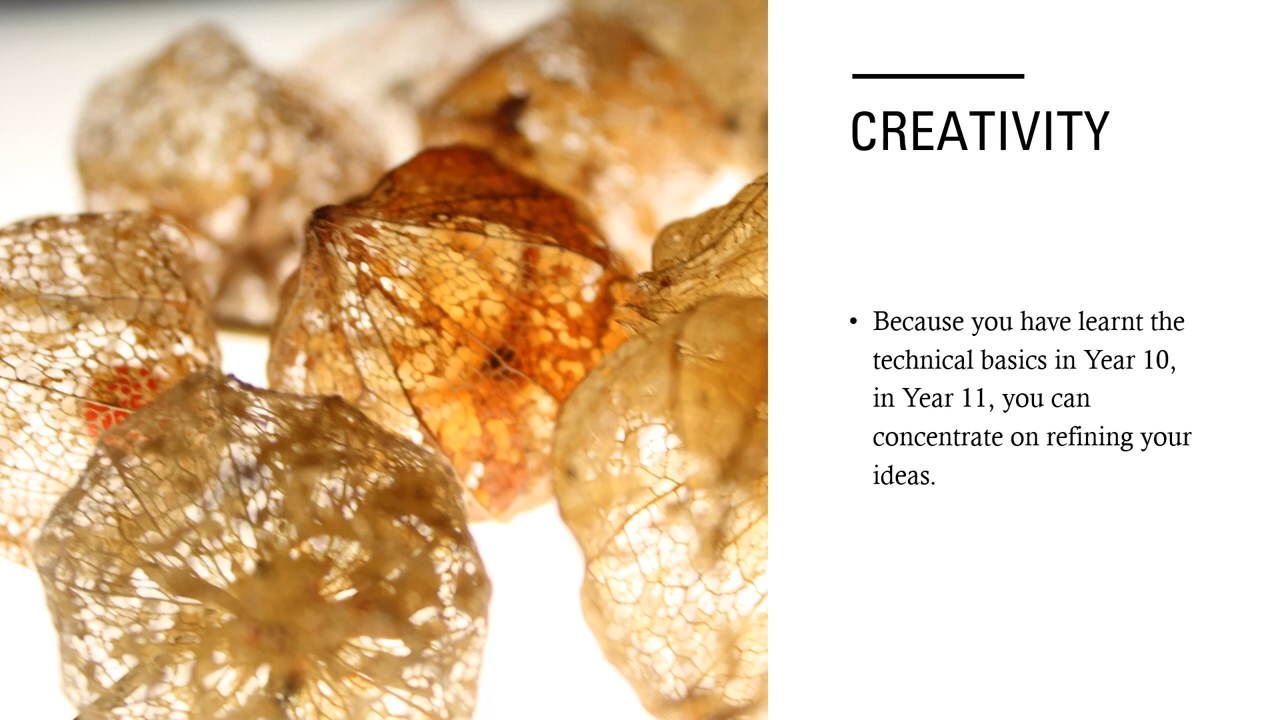 CREATIVITY
• Because you have learnt the
technical basics in Year 10,
in Year 11, you can
concentrate on refining your
ideas.